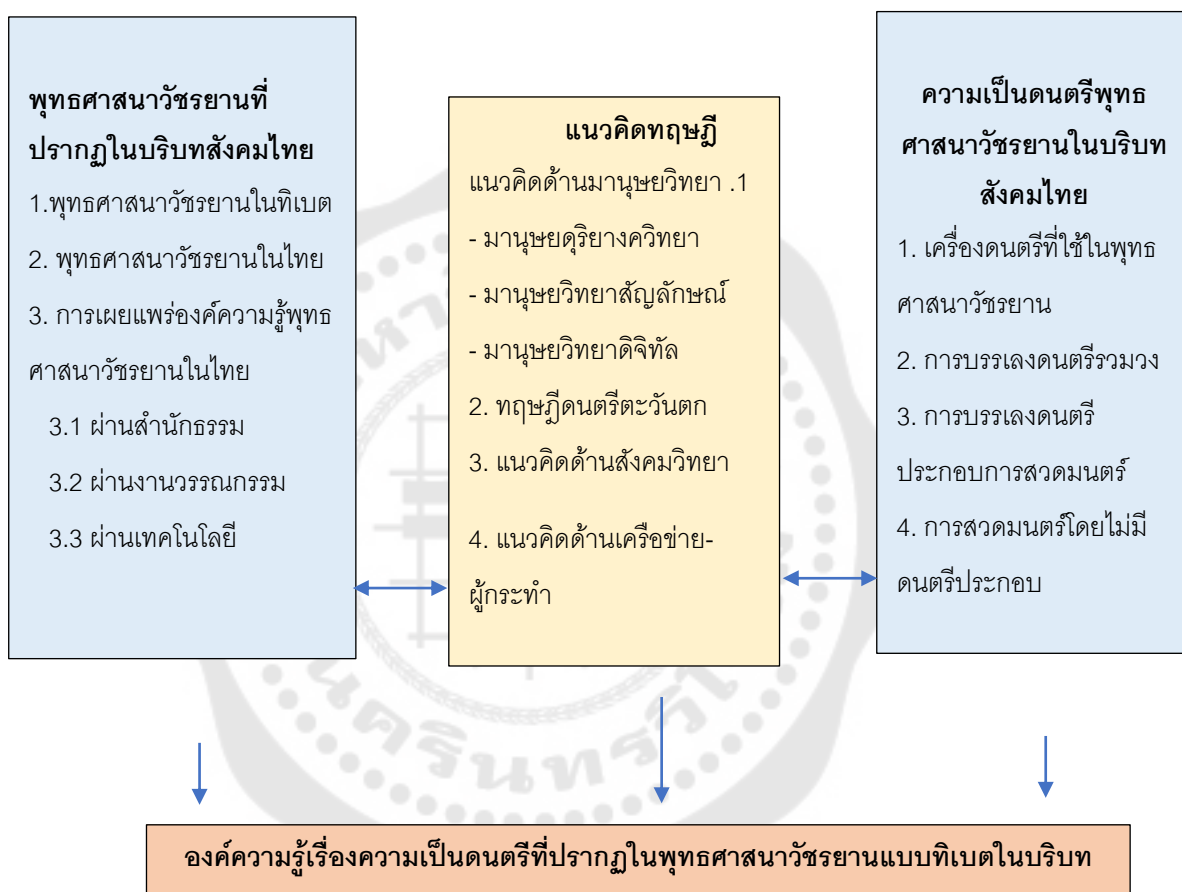 พุทธศาสนาวัชรยานที่
ปรากฏในบริบทสังคมไทย
1.พุทธศาสนาวัชรยานในทิเบต
2. พุทธศาสนาวัชรยานในไทย
3. การเผยแพร่องค์ความรู้พุทธ
ศาสนาวัชรยานในไทย
3.1 ผ่านสำนักธรรม
3.2 ผ่านงานวรรณกรรม
3.3 ผ่านเทคโนโลยี
แนวคิดทฤษฎี
แนวคิดด้านมานุษยวิทยา .1
- มานุษยดุริยางควิทยา
- มานุษยวิทยาสัญลักษณ์
- มานุษยวิทยาดิจิทัล
2. ทฤษฎีดนตรีตะวันตก
3. แนวคิดด้านสังคมวิทยา
4. แนวคิดด้านเครือข่าย-
ผู้กระทำ
ความเป็นดนตรีพุทธ
ศาสนาวัชรยานในบริบท
สังคมไทย
1. เครื่องดนตรีที่ใช้ในพุทธ
ศาสนาวัชรยาน
2. การบรรเลงดนตรีรวมวง
3. การบรรเลงดนตรี
ประกอบการสวดมนตร์
4. การสวดมนตร์โดยไม่มี
ดนตรีประกอบ
องค์ความรู้เรื่องความเป็นดนตรีที่ปรากฏในพุทธศาสนาวัชรยานแบบทิเบตในบริบท